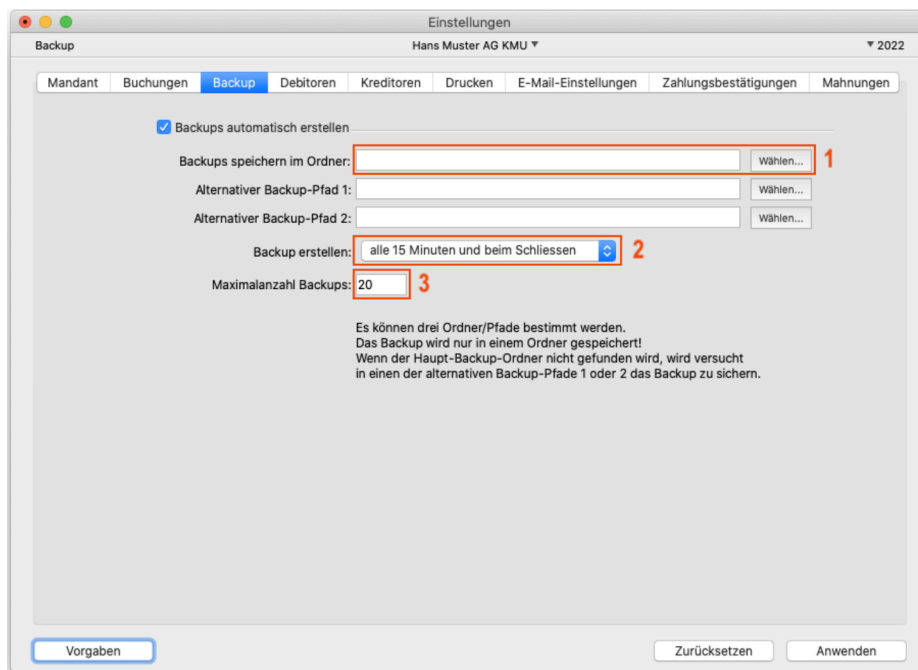 Einstellungen
Backup Hans Muster AG KMU ▼ ▼ 2022
Mandant Buchungen Backup Debitoren Kreditoren Drucken E-Mail-Einstellungen Zahlungsbestätigungen Mahnungen
Backups automatisch erstellen
Backups speichern im Ordner: Wählen... 1
Alternativer Backup-Pfad 1: Wählen...
Alternativer Backup-Pfad 2: Wählen...
Backup erstellen: alle 15 Minuten und beim Schliessen 2
Maximalanzahl Backups: 20 3
Es können drei Ordner/Pfade bestimmt werden.
Das Backup wird nur in einem Ordner gespeichert!
Wenn der Haupt-Backup-Ordner nicht gefunden wird, wird versucht
in einen der alternativen Backup-Pfade 1 oder 2 das Backup zu sichern.
Vorgaben Zurücksetzen Anwenden